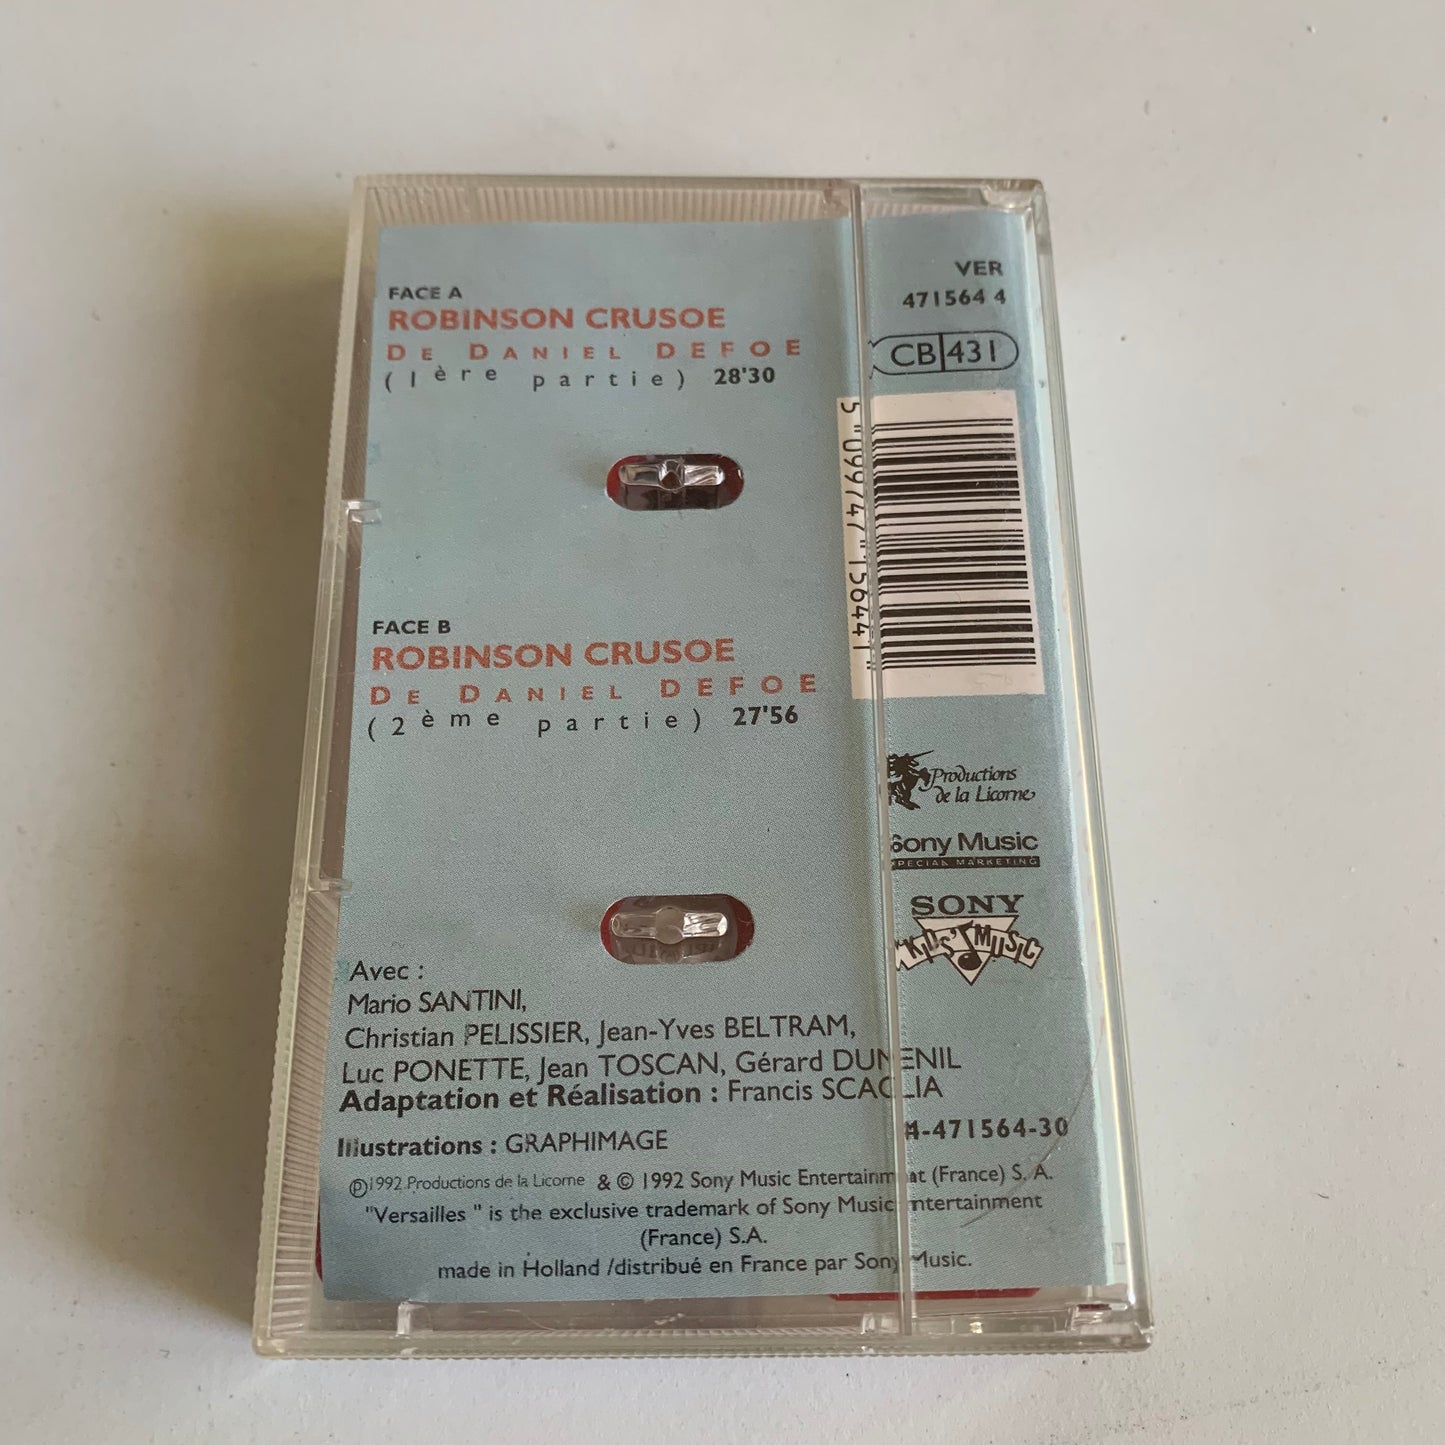 FACE A
ROBINSON CRUSOE
DE DANIEL DEFOE
(1ère partie) 28'30
FACE B
ROBINSON CRUSOE
DE DANIEL DEFOE
(2ème partie) 27'56
Avec :
Mario SANTINI,
Christian PELISSIER, Jean-Yves BELTRAM,
Luc PONETTE, Jean TOSCAN, Gérard DUMENIL
Adaptation et Réalisation : Francis SCAGLIA
Illustrations : GRAPHIMAGE
℗1992 Productions de la Licorne & © 1992 Sony Music Entertainment (France) S. A.
"Versailles " is the exclusive trademark of Sony Music Entertainment
(France) S.A.
made in Holland /distribué en France par Sony Music.
VER
471564 4
CB 431
5 "099747"156441"
Productions
de la Licorne
Sony Music
SPECIAL MARKETING
SONY
KIDS' MUSIC
-471564-30